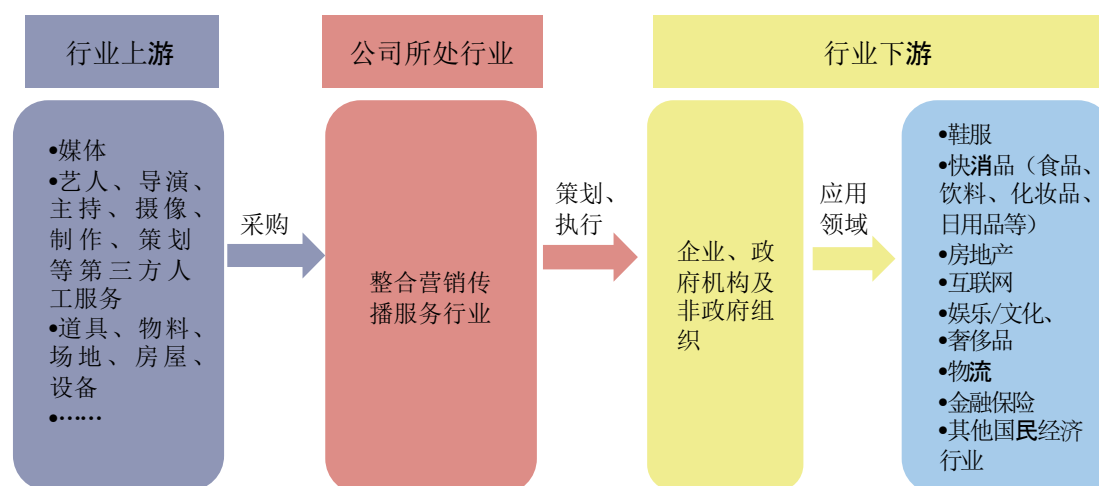 行业上游
公司所处行业
行业下游
•媒体
•艺人、导演、
主持、摄像、
制作、策划
等第三方人
工服务
•道具、物料、
场地、房屋、
设备
•……
采购
整合营销传
播服务行业
策划、
执行
企业、政
府机构及
非政府组
织
应用
领域
•鞋服
•快消品（食品、
饮料、化妆品、
日用品等）
•房地产
•互联网
•娱乐/文化、
•奢侈品
•物流
•金融保险
•其他国民经济
行业